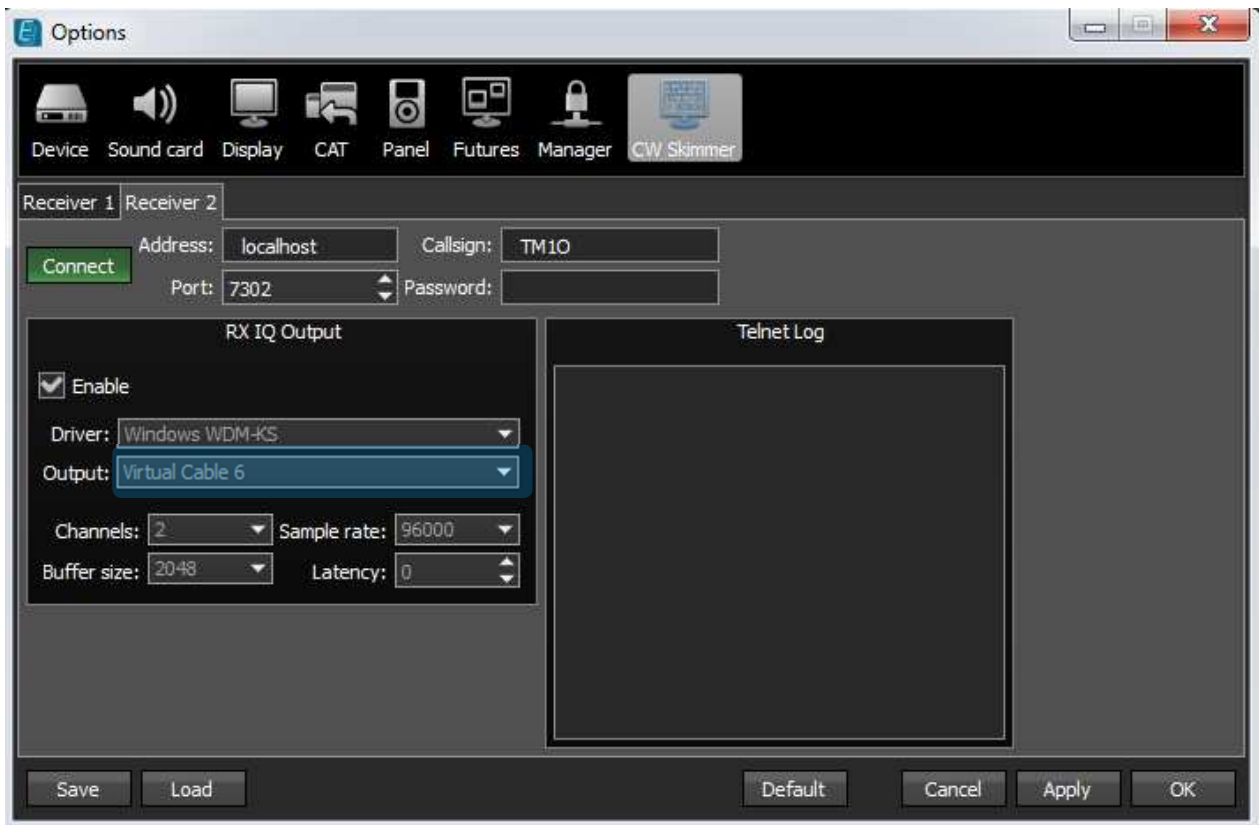 Options
Device Sound card Display CAT Panel Futures Manager CW Skimmer
Receiver 1 Receiver 2
Connect
Address: localhost Callsign: TM1O
Port: 7302 Password:
RX IQ Output
Enable
Driver: Windows WDM-KS
Output: Virtual Cable 6
Channels: 2 Sample rate: 96000
Buffer size: 2048 Latency: 0
Telnet Log
Save Load Default Cancel Apply OK